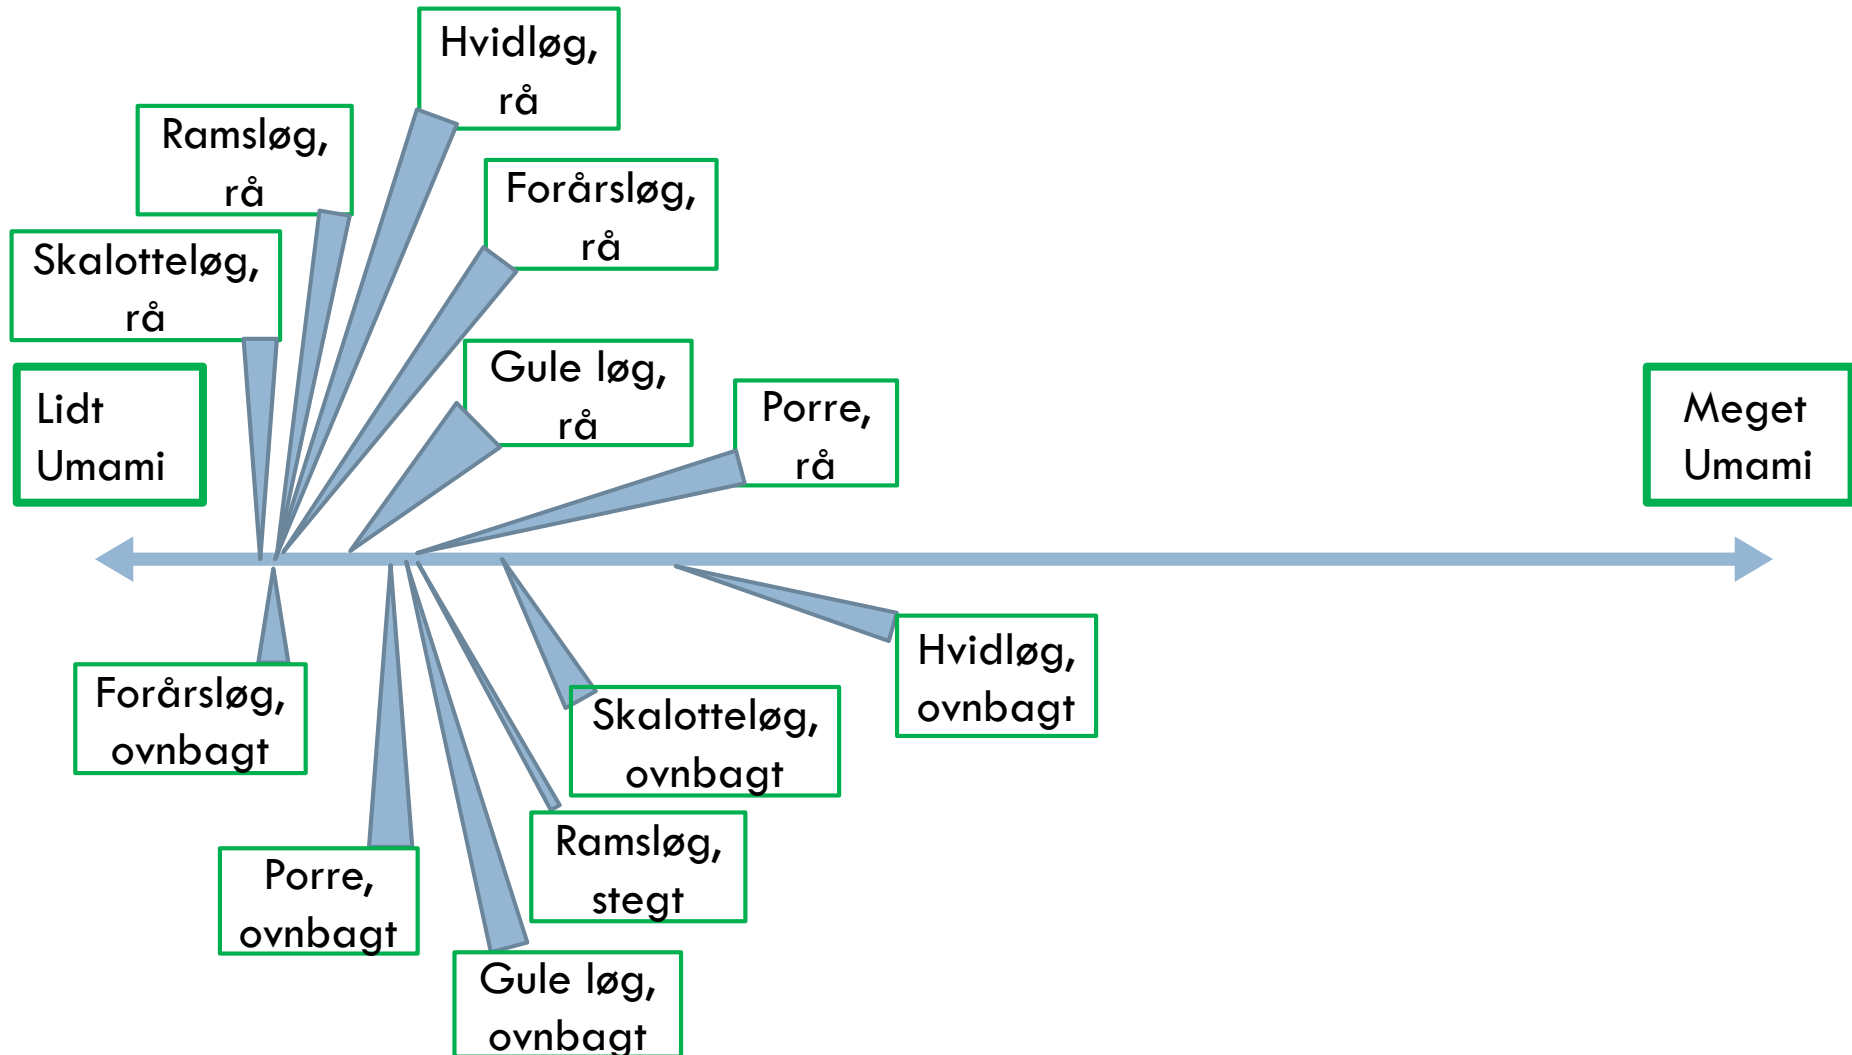 Hvidløg,
rå
Ramsløg,
rå
Forårsløg,
rå
Skalotteløg,
rå
Gule løg,
rå
Porre,
rå
Lidt
Umami
Meget
Umami
Forårsløg,
ovnbagt
Hvidløg,
ovnbagt
Skalotteløg,
ovnbagt
Ramsløg,
stegt
Porre,
ovnbagt
Gule løg,
ovnbagt